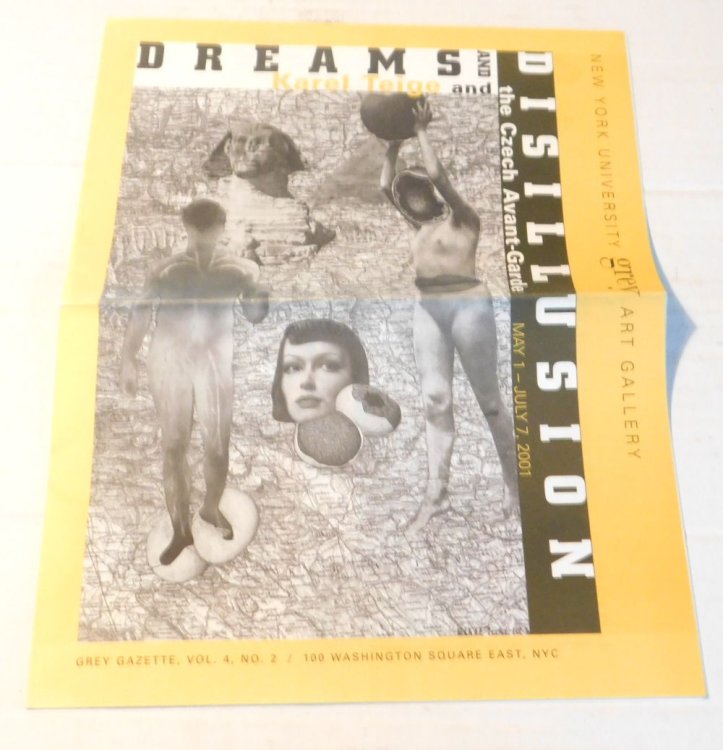 DREAMS
AND
DISILLUSION
Karel Teige and
the Czech Avant-Garde
MAY 1 – JULY 7, 2001
NEW YORK UNIVERSITY grey ART GALLERY
GREY GAZETTE, VOL. 4, NO. 2 / 100 WASHINGTON SQUARE EAST, NYC